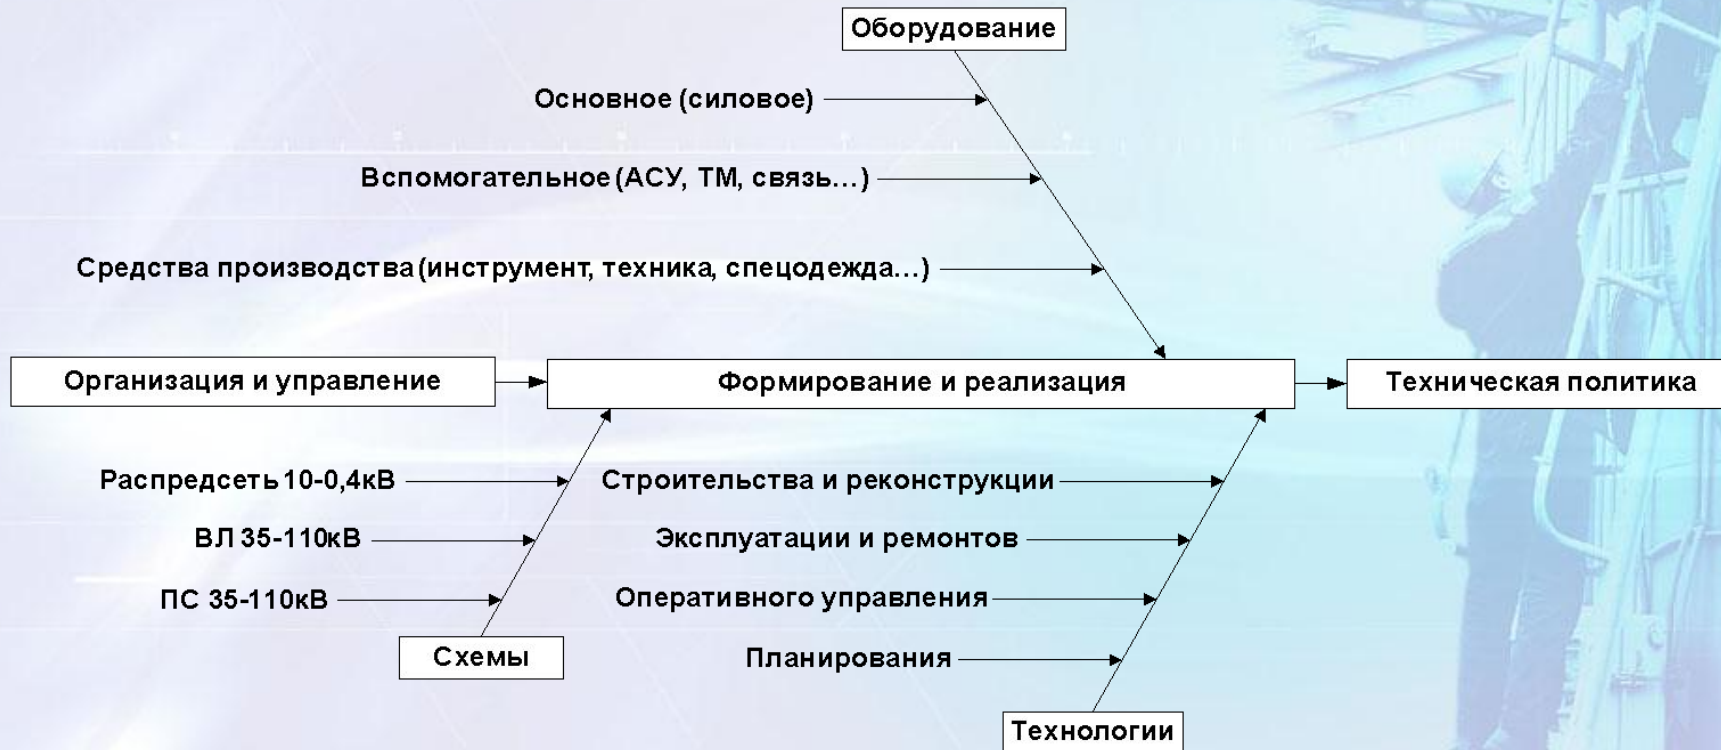 Оборудование
Основное (силовое)
Вспомогательное (АСУ, ТМ, связь...)
Средства производства (инструмент, техника, спецодежда...)
Организация и управление
Формирование и реализация
Техническая политика
Распредсеть 10-0,4кВ
Строительства и реконструкции
ВЛ 35-110кВ
Эксплуатации и ремонтов
ПС 35-110кВ
Оперативного управления
Схемы
Планирования
Технологии